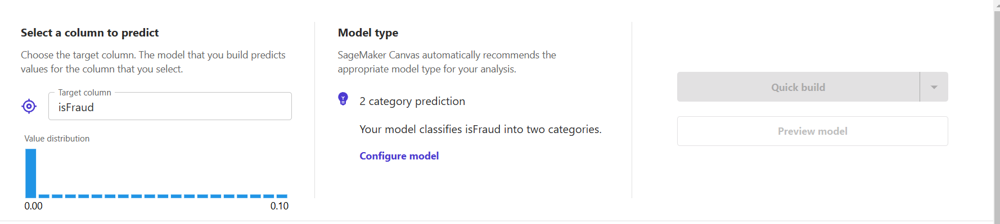 Select a column to predict
Choose the target column. The model that you build predicts
values for the column that you select.
Target column
isFraud
Value distribution
0.00
0.10
Model type
SageMaker Canvas automatically recommends the
appropriate model type for your analysis.
2 category prediction
Your model classifies isFraud into two categories.
Configure model
Quick build
Preview model